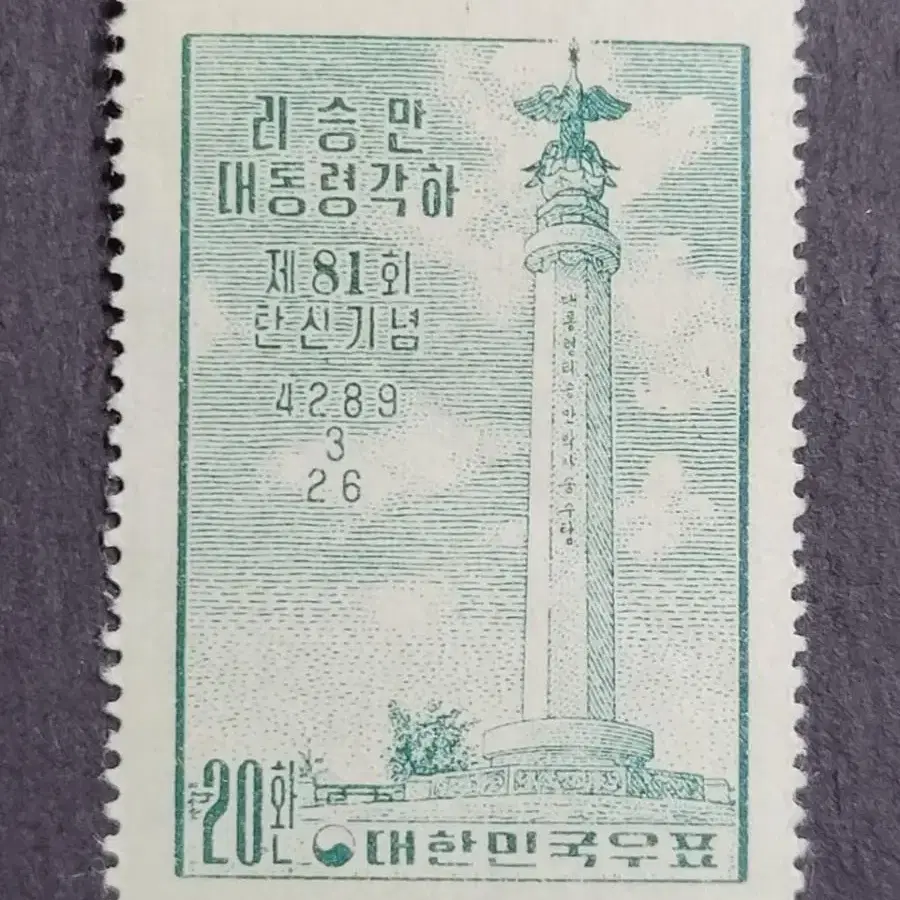 리승만
대통령각하
제81회
탄신기념
4289
3
26
20환
대한민국우표